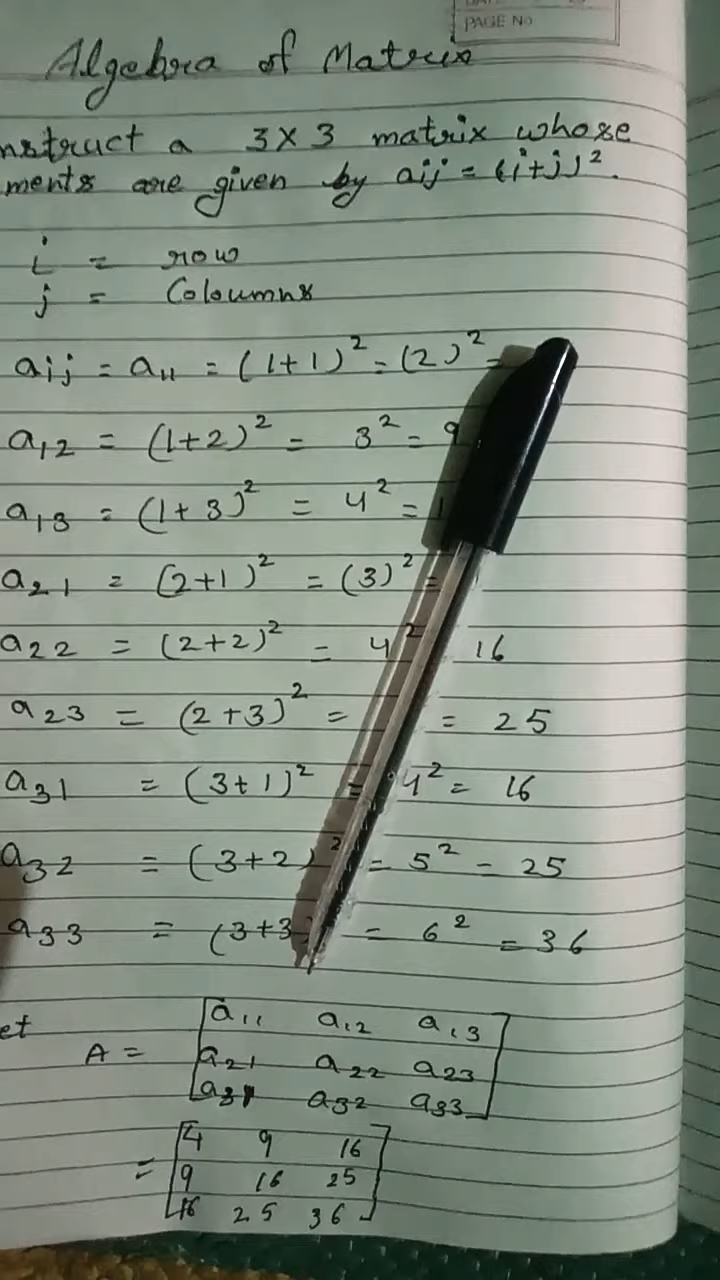 PAGE No
Algebra of Matrix
nstruct a 3×3 matrix whose
ments are given by aij = (i+j)².
i = row
j = Coloumns
aij = a₁₁ = (1+1)² = (2)² =
a₁₂ = (1+2)² = 3² = 9
a₁₃ = (1+3)² = 4² = 1
a₂₁ = (2+1)² = (3)² =
a₂₂ = (2+2)² = 4² 16
a₂₃ = (2+3)² = = 25
a₃₁ = (3+1)² = 4² = 16
a₃₂ = (3+2)² = 5² = 25
a₃₃ = (3+3) = 6² = 36
et
A = [a₁₁ a₁₂ a₁₃
a₂₁ a₂₂ a₂₃
a₃₁ a₃₂ a₃₃]
= [4 9 16
9 16 25
16 25 36]